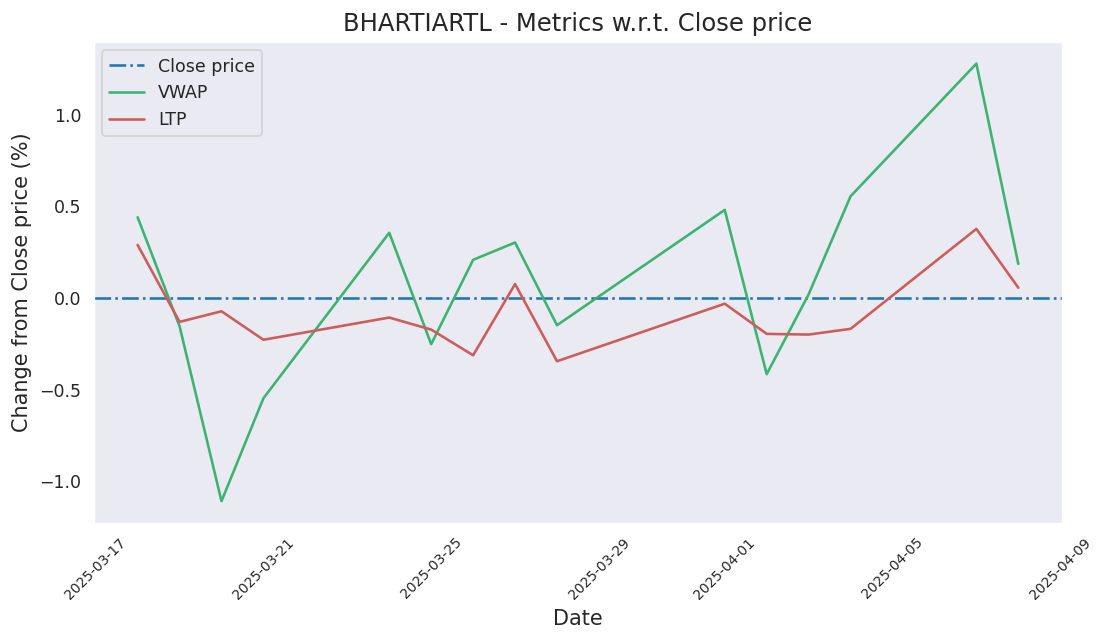 BHARTIARTL - Metrics w.r.t. Close price
Close price
VWAP
LTP
Change from Close price (%)
1.0
0.5
0.0
−0.5
−1.0
2025-03-17
2025-03-21
2025-03-25
2025-03-29
2025-04-01
2025-04-05
2025-04-09
Date